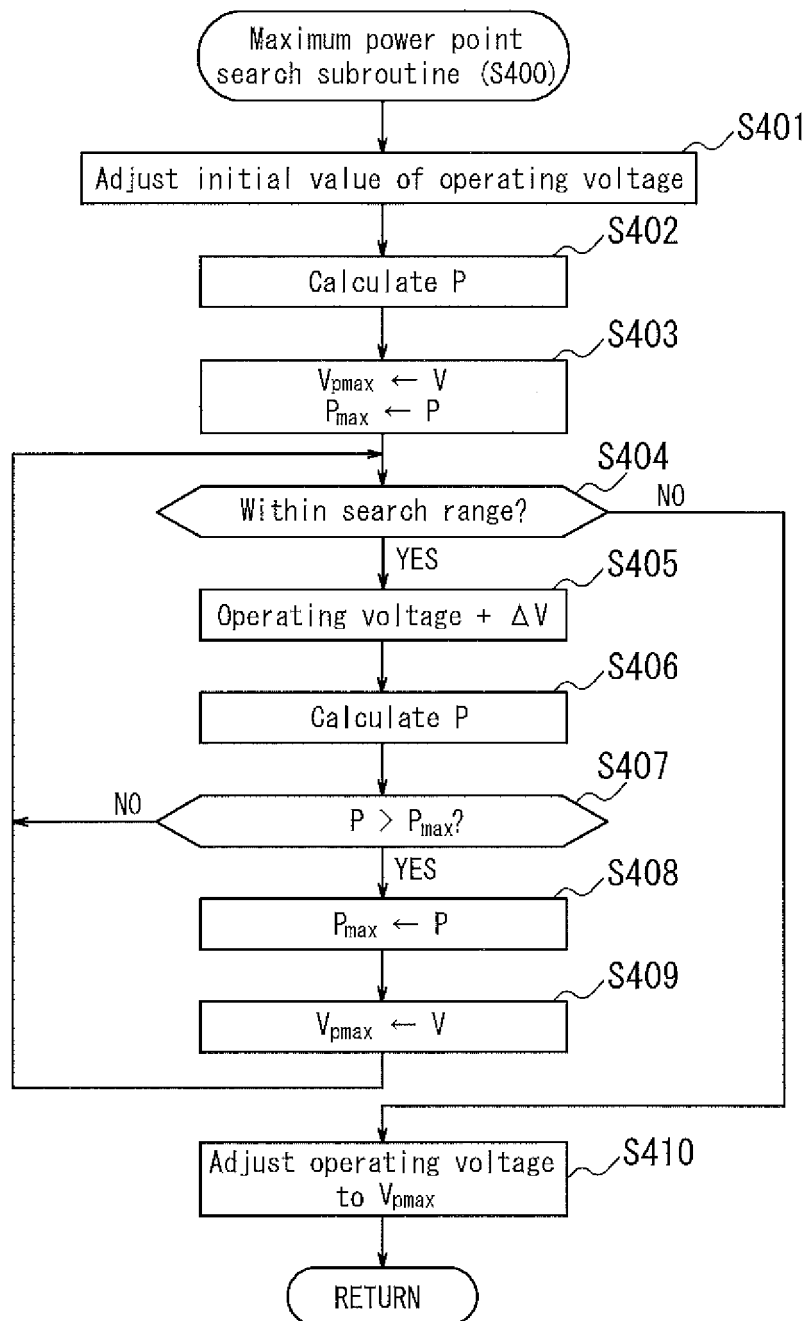 Maximum power point
search subroutine (S400)
S401
Adjust initial value of operating voltage
S402
Calculate P
S403
Vpmax ← V
Pmax ← P
S404
Within search range?
NO
YES
S405
Operating voltage + ΔV
S406
Calculate P
S407
NO
P > Pmax?
YES
S408
Pmax ← P
S409
Vpmax ← V
Adjust operating voltage
to Vpmax
S410
RETURN